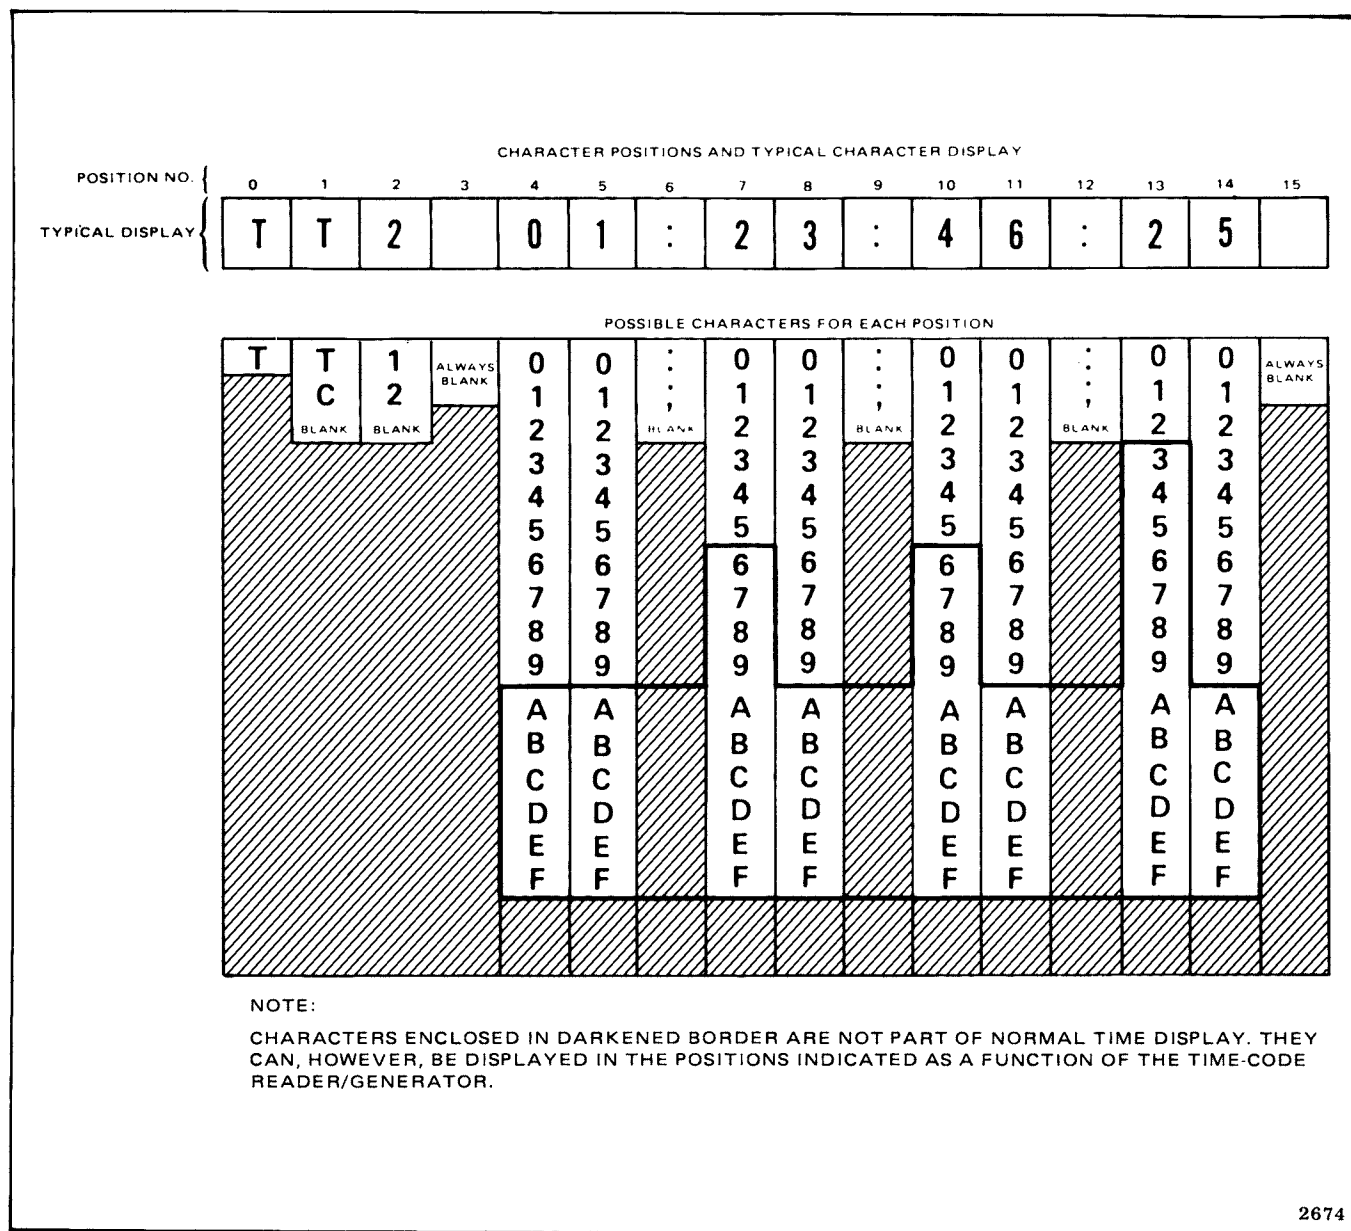 CHARACTER POSITIONS AND TYPICAL CHARACTER DISPLAY
POSITION NO. { 0 1 2 3 4 5 6 7 8 9 10 11 12 13 14 15
TYPICAL DISPLAY { T T 2 0 1 : 2 3 : 4 6 : 2 5
POSSIBLE CHARACTERS FOR EACH POSITION
T T 1 ALWAYS 0 0 : 0 0 : 0 0 : 0 0 ALWAYS
C 2 BLANK 1 1 ; 1 1 ; 1 1 ; 1 1 BLANK
BLANK BLANK 2 2 BLANK 2 2 BLANK 2 2 BLANK 2 2
3 3 3 3 3 3 3 3
4 4 4 4 4 4 4 4
5 5 5 5 5 5 5 5
6 6 6 6 6 6 6 6
7 7 7 7 7 7 7 7
8 8 8 8 8 8 8 8
9 9 9 9 9 9 9 9
A A A A A A A A
B B B B B B B B
C C C C C C C C
D D D D D D D D
E E E E E E E E
F F F F F F F F
NOTE:
CHARACTERS ENCLOSED IN DARKENED BORDER ARE NOT PART OF NORMAL TIME DISPLAY. THEY
CAN, HOWEVER, BE DISPLAYED IN THE POSITIONS INDICATED AS A FUNCTION OF THE TIME-CODE
READER/GENERATOR.
2674